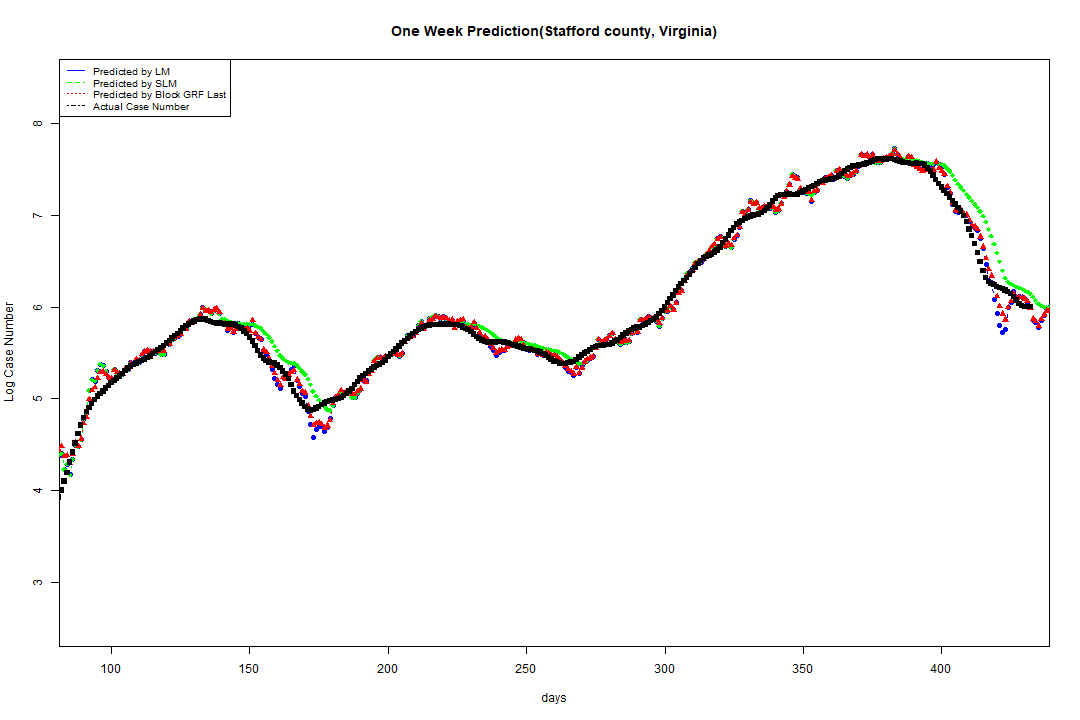 One Week Prediction(Stafford county, Virginia)
Predicted by LM
Predicted by SLM
Predicted by Block GRF Last
Actual Case Number
Log Case Number
8
7
6
5
4
3
100 150 200 250 300 350 400
days